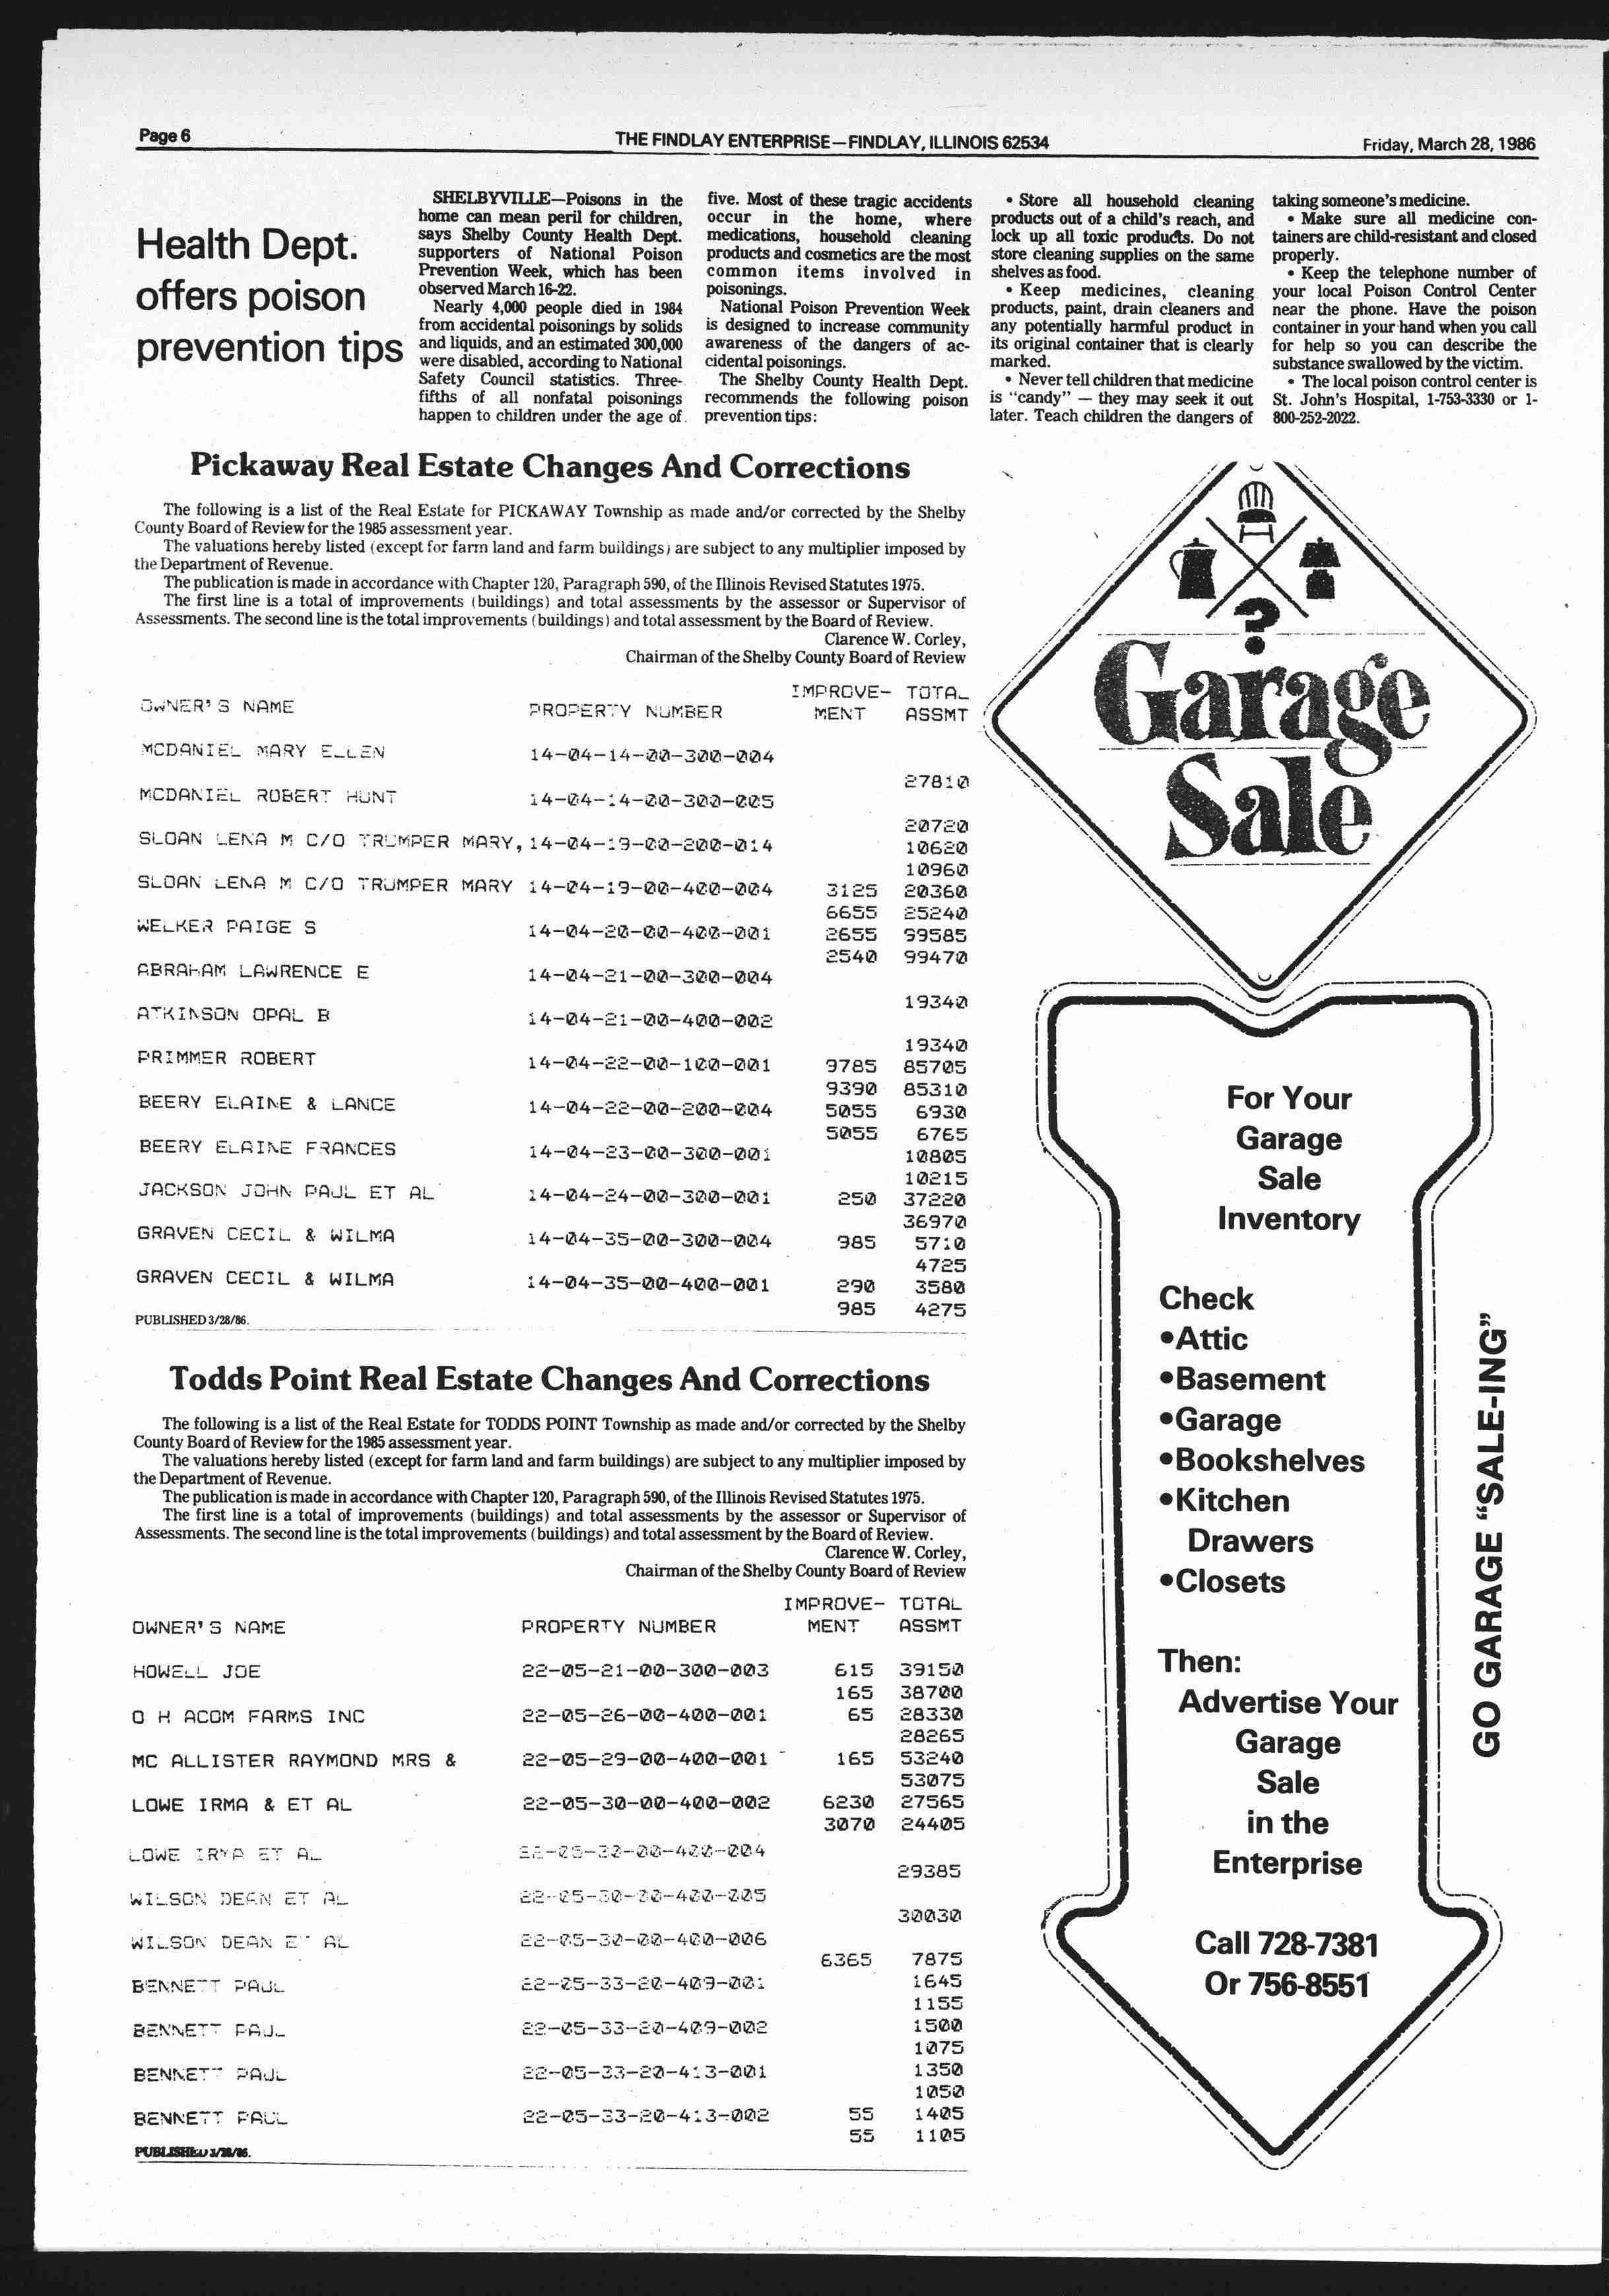 Page 6
THE FINDLAY ENTERPRISE—FINDLAY, ILLINOIS 62534
Friday, March 28, 1986
Health Dept.
offers poison
prevention tips
SHELBYVILLE—Poisons in the
home can mean peril for children,
says Shelby County Health Dept.
supporters of National Poison
Prevention Week, which has been
observed March 16-22.
Nearly 4,000 people died in 1984
from accidental poisonings by solids
and liquids, and an estimated 300,000
were disabled, according to National
Safety Council statistics. Three-
fifths of all nonfatal poisonings
happen to children under the age of
five. Most of these tragic accidents
occur in the home, where
medications, household cleaning
products and cosmetics are the most
common items involved in
poisonings.
National Poison Prevention Week
is designed to increase community
awareness of the dangers of ac-
cidental poisonings.
The Shelby County Health Dept.
recommends the following poison
prevention tips:
• Store all household cleaning
products out of a child's reach, and
lock up all toxic products. Do not
store cleaning supplies on the same
shelves as food.
• Keep medicines, cleaning
products, paint, drain cleaners and
any potentially harmful product in
its original container that is clearly
marked.
• Never tell children that medicine
is "candy" — they may seek it out
later. Teach children the dangers of
taking someone's medicine.
• Make sure all medicine con-
tainers are child-resistant and closed
properly.
• Keep the telephone number of
your local Poison Control Center
near the phone. Have the poison
container in your hand when you call
for help so you can describe the
substance swallowed by the victim.
• The local poison control center is
St. John's Hospital, 1-753-3330 or 1-
800-252-2022.
Pickaway Real Estate Changes And Corrections
The following is a list of the Real Estate for PICKAWAY Township as made and/or corrected by the Shelby
County Board of Review for the 1985 assessment year.
The valuations hereby listed (except for farm land and farm buildings) are subject to any multiplier imposed by
the Department of Revenue.
The publication is made in accordance with Chapter 120, Paragraph 590, of the Illinois Revised Statutes 1975.
The first line is a total of improvements (buildings) and total assessments by the assessor or Supervisor of
Assessments. The second line is the total improvements (buildings) and total assessment by the Board of Review.
Clarence W. Corley,
Chairman of the Shelby County Board of Review
IMPROVE- TOTAL
OWNER'S NAME PROPERTY NUMBER MENT ASSMT
MCDANIEL MARY ELLEN 14-04-14-00-300-004
27810
MCDANIEL ROBERT HUNT 14-04-14-00-300-005
20720
SLOAN LENA M C/O TRUMPER MARY, 14-04-19-00-200-014 10620
10960
SLOAN LENA M C/O TRUMPER MARY 14-04-19-00-400-004 3125 20360
6655 25240
WELKER PAIGE S 14-04-20-00-400-001 2655 99585
2540 99470
ABRAHAM LAWRENCE E 14-04-21-00-300-004
19340
ATKINSON OPAL B 14-04-21-00-400-002
19340
PRIMMER ROBERT 14-04-22-00-100-001 9785 85705
9390 85310
BEERY ELAINE & LANCE 14-04-22-00-200-004 5055 6930
5055 6765
BEERY ELAINE FRANCES 14-04-23-00-300-001 10805
10215
JACKSON JOHN PAUL ET AL 14-04-24-00-300-001 250 37220
36970
GRAVEN CECIL & WILMA 14-04-35-00-300-004 985 5710
4725
GRAVEN CECIL & WILMA 14-04-35-00-400-001 290 3580
985 4275
PUBLISHED 3/28/86.
Todds Point Real Estate Changes And Corrections
The following is a list of the Real Estate for TODDS POINT Township as made and/or corrected by the Shelby
County Board of Review for the 1985 assessment year.
The valuations hereby listed (except for farm land and farm buildings) are subject to any multiplier imposed by
the Department of Revenue.
The publication is made in accordance with Chapter 120, Paragraph 590, of the Illinois Revised Statutes 1975.
The first line is a total of improvements (buildings) and total assessments by the assessor or Supervisor of
Assessments. The second line is the total improvements (buildings) and total assessment by the Board of Review.
Clarence W. Corley,
Chairman of the Shelby County Board of Review
IMPROVE- TOTAL
OWNER'S NAME PROPERTY NUMBER MENT ASSMT
HOWELL JOE 22-05-21-00-300-003 615 39150
165 38700
O H ACOM FARMS INC 22-05-26-00-400-001 65 28330
28265
MC ALLISTER RAYMOND MRS & 22-05-29-00-400-001 165 53240
53075
LOWE IRMA & ET AL 22-05-30-00-400-002 6230 27565
3070 24405
LOWE IRMA ET AL 22-05-30-00-400-004
29385
WILSON DEAN ET AL 22-05-30-00-400-005
30030
WILSON DEAN ET AL 22-05-30-00-400-006
6365 7875
BENNETT PAUL 22-05-33-20-409-001 1645
1155
BENNETT PAUL 22-05-33-20-409-002 1500
1075
BENNETT PAUL 22-05-33-20-413-001 1350
1050
BENNETT PAUL 22-05-33-20-413-002 55 1405
55 1105
PUBLISHED 3/28/86.
?
Garage
Sale
For Your
Garage
Sale
Inventory
Check
•Attic
•Basement
•Garage
•Bookshelves
•Kitchen
Drawers
•Closets
Then:
Advertise Your
Garage
Sale
in the
Enterprise
Call 728-7381
Or 756-8551
GO GARAGE "SALE-ING"